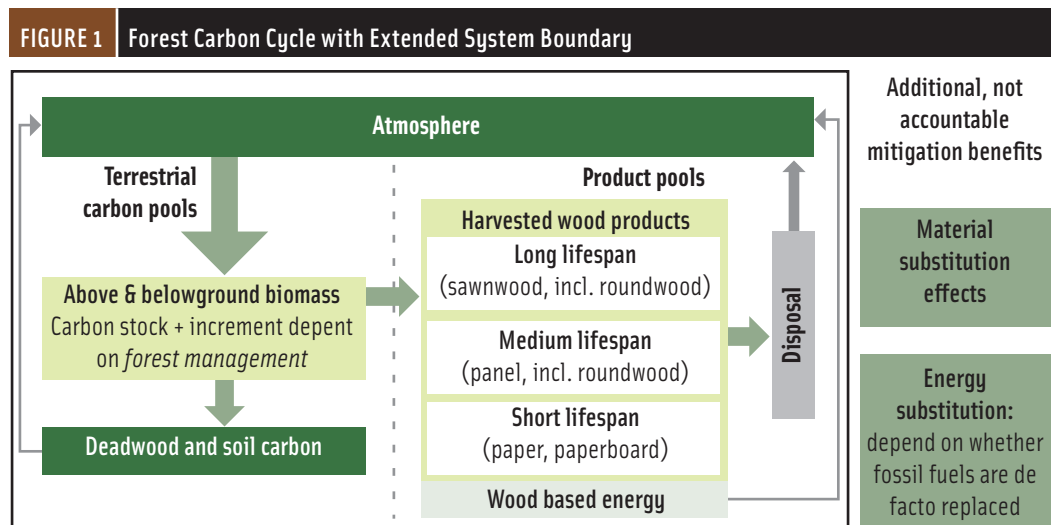 FIGURE 1
Forest Carbon Cycle with Extended System Boundary
Atmosphere
Terrestrial
carbon pools
Above & belowground biomass
Carbon stock + increment depent
on forest management
Deadwood and soil carbon
Product pools
Harvested wood products
Long lifespan
(sawnwood, incl. roundwood)
Medium lifespan
(panel, incl. roundwood)
Short lifespan
(paper, paperboard)
Wood based energy
Disposal
Additional, not
accountable
mitigation benefits
Material
substitution
effects
Energy
substitution:
depend on whether
fossil fuels are de
facto replaced